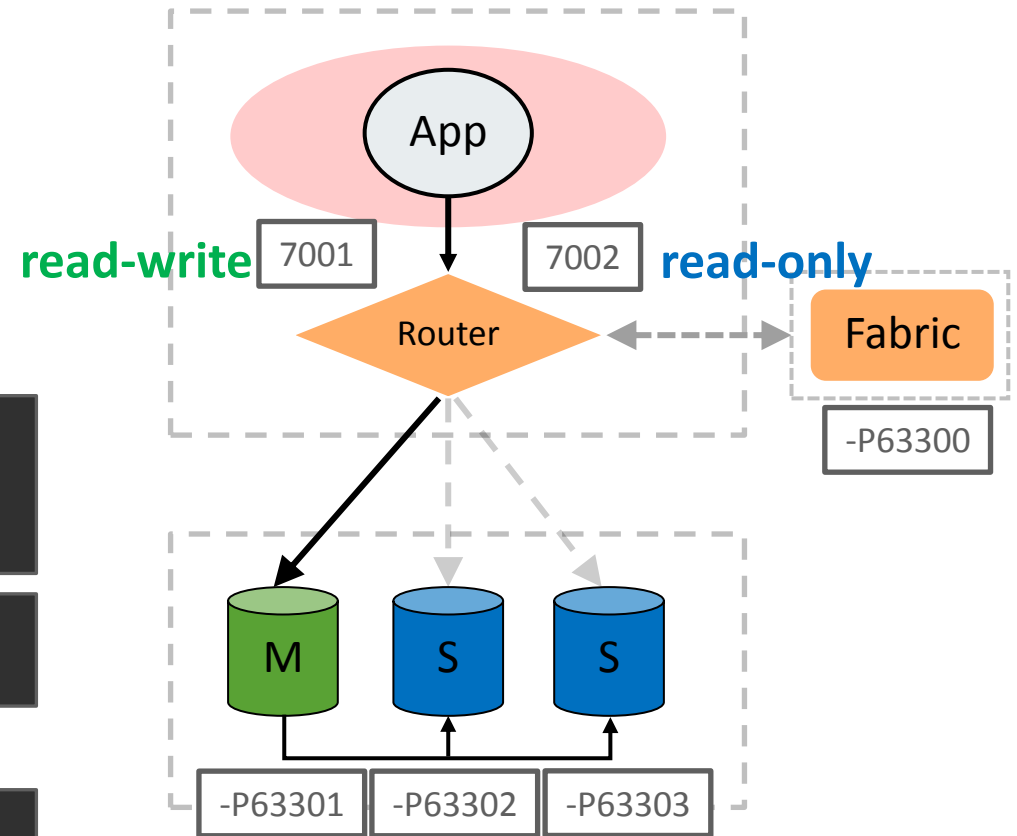 App
read-write
7001
7002
read-only
Router
Fabric
-P63300
M
S
S
-P63301
-P63302
-P63303